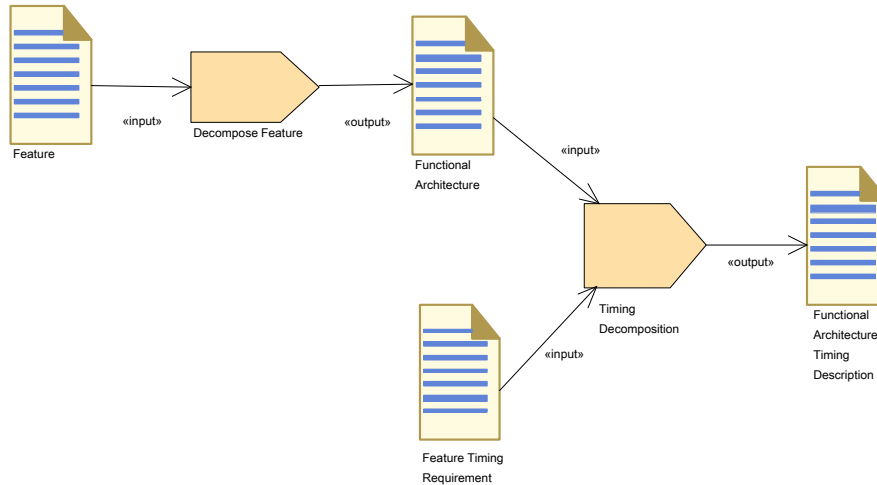 «input»
«output»
Feature
Decompose Feature
Functional
Architecture
«input»
«output»
Timing
Decomposition
Functional
Architecture
Timing
Description
«input»
Feature Timing
Requirement